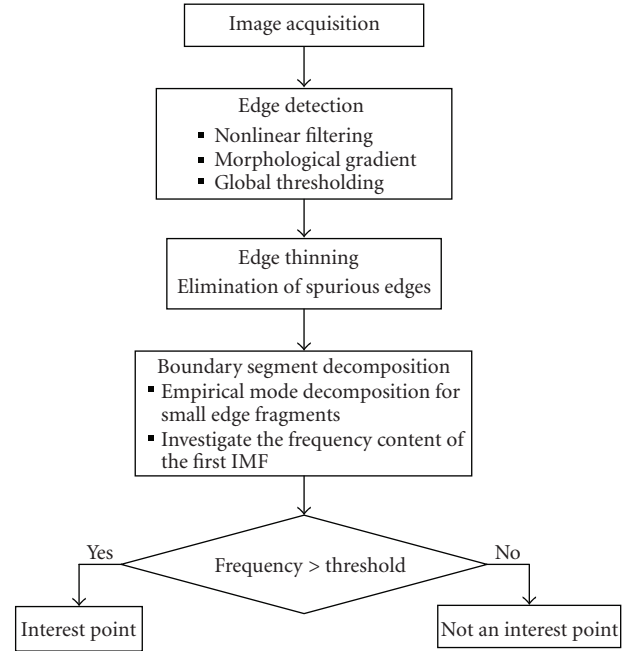 Image acquisition
Edge detection
▪ Nonlinear filtering
▪ Morphological gradient
▪ Global thresholding
Edge thinning
Elimination of spurious edges
Boundary segment decomposition
▪ Empirical mode decomposition for
small edge fragments
▪ Investigate the frequency content of
the first IMF
Yes
Frequency > threshold
No
Interest point
Not an interest point